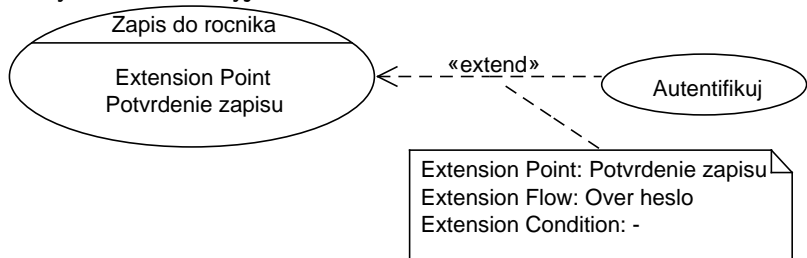 Zapis do rocnika
Extension Point
Potvrdenie zapisu
«extend»
Autentifikuj
Extension Point: Potvrdenie zapisu
Extension Flow: Over heslo
Extension Condition: -